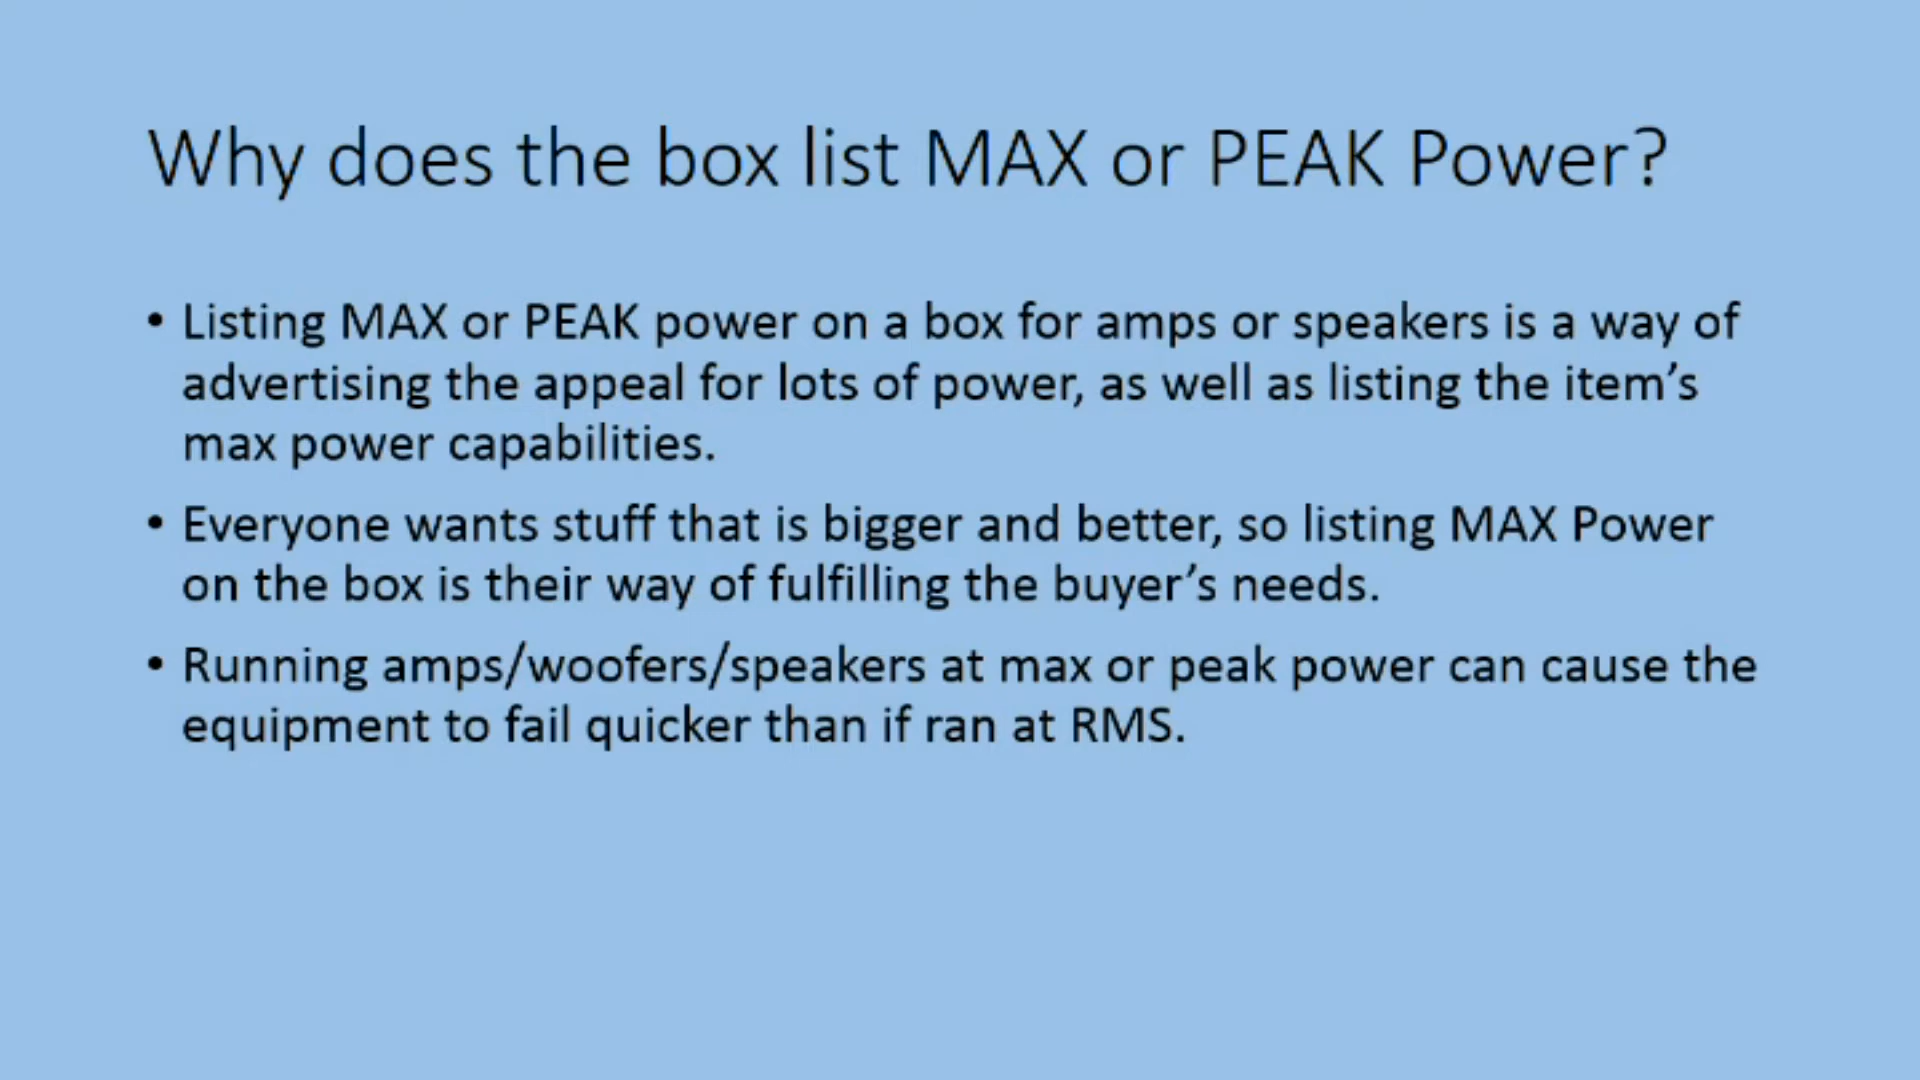 Why does the box list MAX or PEAK Power?
• Listing MAX or PEAK power on a box for amps or speakers is a way of
advertising the appeal for lots of power, as well as listing the item’s
max power capabilities.
• Everyone wants stuff that is bigger and better, so listing MAX Power
on the box is their way of fulfilling the buyer’s needs.
• Running amps/woofers/speakers at max or peak power can cause the
equipment to fail quicker than if ran at RMS.